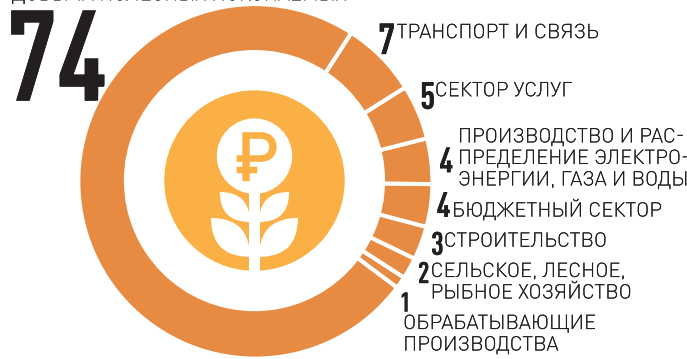 74
7 ТРАНСПОРТ И СВЯЗЬ
5 СЕКТОР УСЛУГ
ПРОИЗВОДСТВО И РАС-
4 ПРЕДЕЛЕНИЕ ЭЛЕКТРО-
ЭНЕРГИИ, ГАЗА И ВОДЫ
4 БЮДЖЕТНЫЙ СЕКТОР
3 СТРОИТЕЛЬСТВО
2 СЕЛЬСКОЕ, ЛЕСНОЕ,
РЫБНОЕ ХОЗЯЙСТВО
1
ОБРАБАТЫВАЮЩИЕ
ПРОИЗВОДСТВА
₽